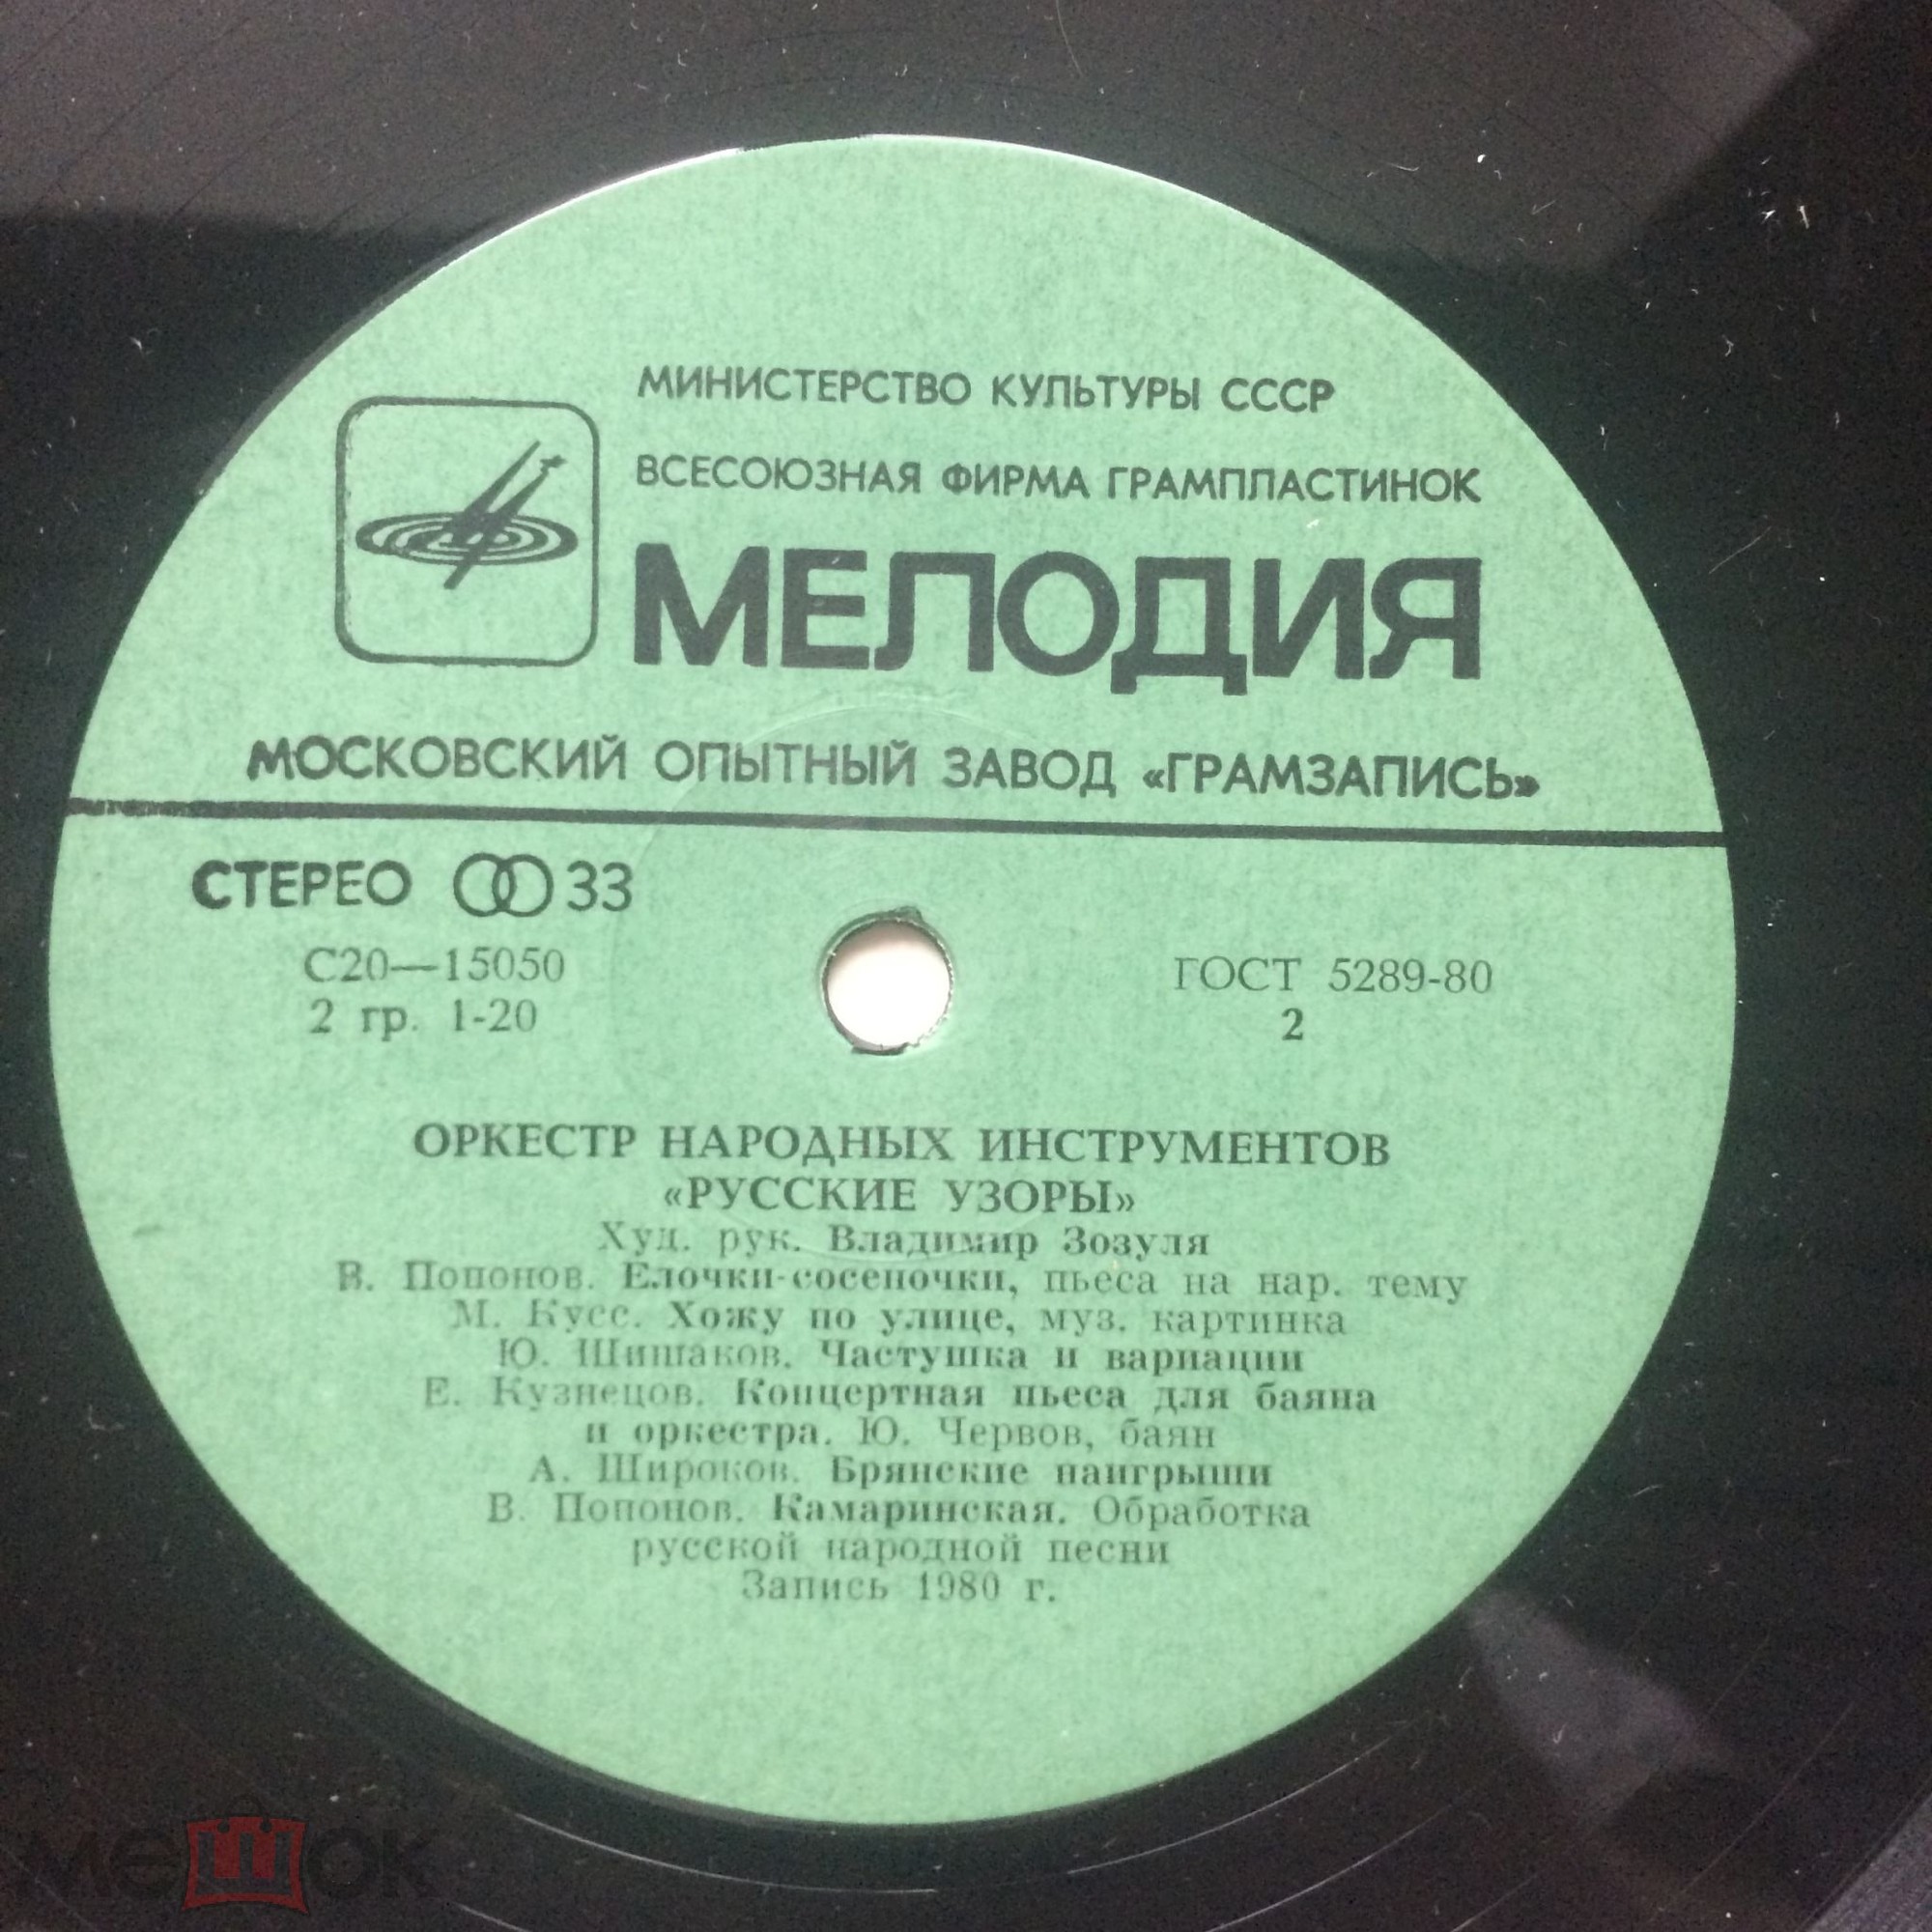 МИНИСТЕРСТВО КУЛЬТУРЫ СССР
ВСЕСОЮЗНАЯ ФИРМА ГРАМПЛАСТИНОК
МЕЛОДИЯ
МОСКОВСКИЙ ОПЫТНЫЙ ЗАВОД «ГРАМЗАПИСЬ»
СТЕРЕО 33
С20—15050
2 гр. 1-20
ГОСТ 5289-80
2
ОРКЕСТР НАРОДНЫХ ИНСТРУМЕНТОВ
«РУССКИЕ УЗОРЫ»
Худ. рук. Владимир Зозуля
В. Попонов. Елочки-сосеночки, пьеса на нар. тему
М. Кусс. Хожу по улице, муз. картинка
Ю. Шишаков. Частушка и вариации
Е. Кузнецов. Концертная пьеса для баяна
и оркестра. Ю. Червов, баян
А. Широков. Брянские наигрыши
В. Попонов. Камаринская. Обработка
русской народной песни
Запись 1980 г.
мешок